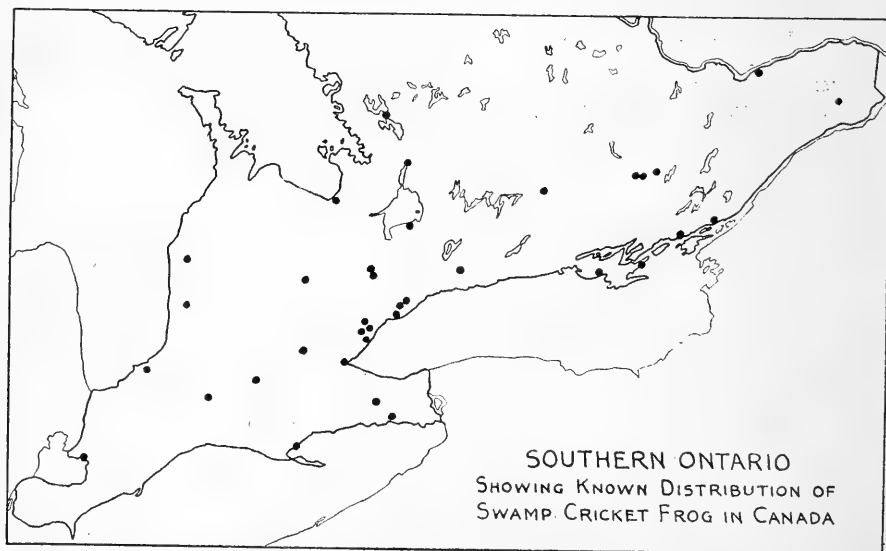 SOUTHERN ONTARIO
SHOWING KNOWN DISTRIBUTION OF
SWAMP CRICKET FROG IN CANADA